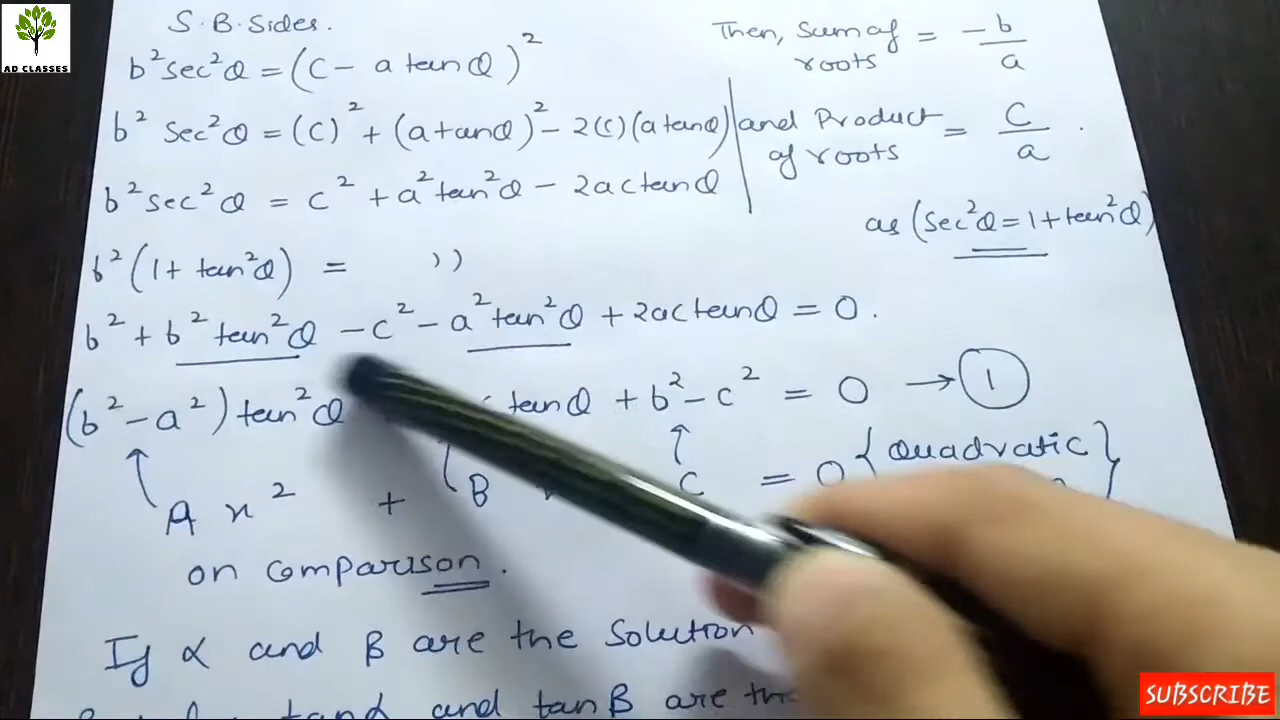 AD CLASSES
S.B.Sides.
b² sec²θ = (c - a tanθ)²
b² sec²θ = (c)² + (a tanθ)² - 2(c)(a tanθ)
b² sec²θ = c² + a² tan²θ - 2ac tanθ
b² (1 + tan²θ) = ))
b² + b² tan²θ - c² - a² tan²θ + 2ac tanθ = 0.
(b² - a²) tan²θ tanθ + b² - c² = 0 → 1
A x² + B C = 0 { Quadratic }
on comparison.
If α and β are the solution
tanα and tanβ are the
Then, Sum of roots = -b/a
and Product of roots = c/a .
as (sec²θ = 1 + tan²θ)
SUBSCRIBE